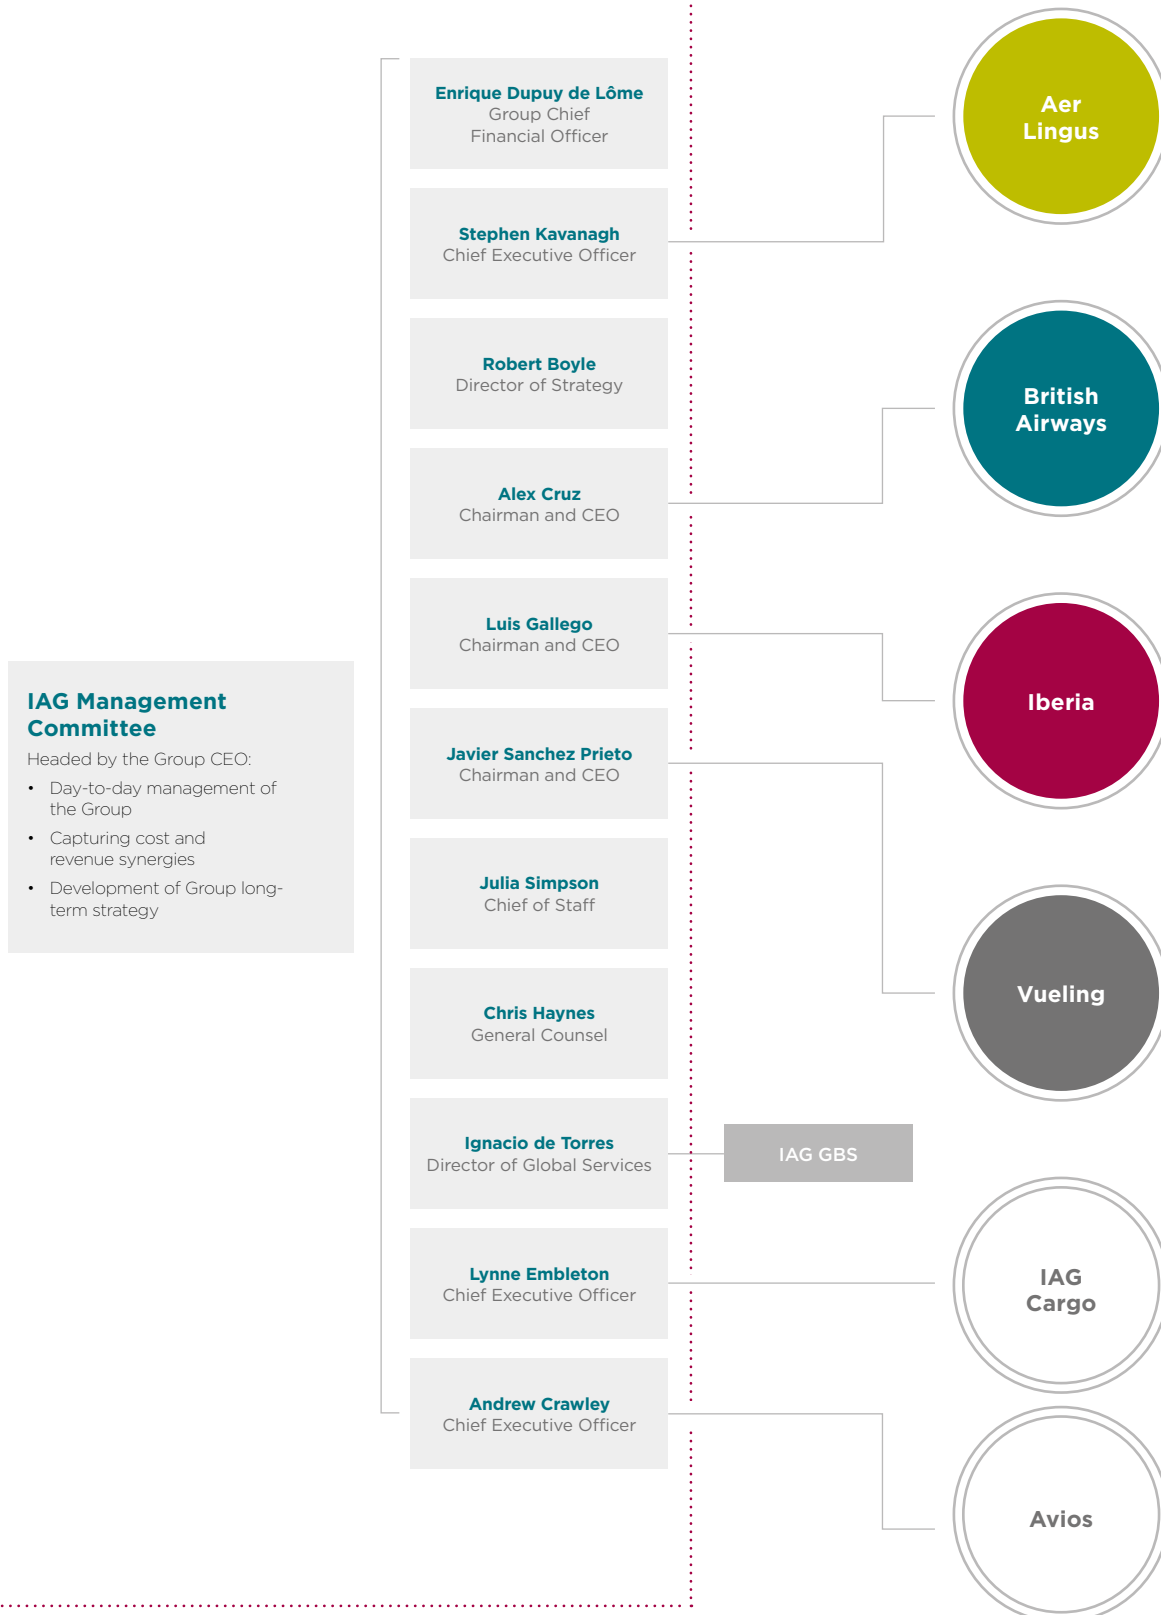 IAG Management
Committee
Headed by the Group CEO:
• Day-to-day management of
the Group
• Capturing cost and
revenue synergies
• Development of Group long-
term strategy
Enrique Dupuy de Lôme
Group Chief
Financial Officer
Stephen Kavanagh
Chief Executive Officer
Robert Boyle
Director of Strategy
Alex Cruz
Chairman and CEO
Luis Gallego
Chairman and CEO
Javier Sanchez Prieto
Chairman and CEO
Julia Simpson
Chief of Staff
Chris Haynes
General Counsel
Ignacio de Torres
Director of Global Services
Lynne Embleton
Chief Executive Officer
Andrew Crawley
Chief Executive Officer
IAG GBS
Aer
Lingus
British
Airways
Iberia
Vueling
IAG
Cargo
Avios